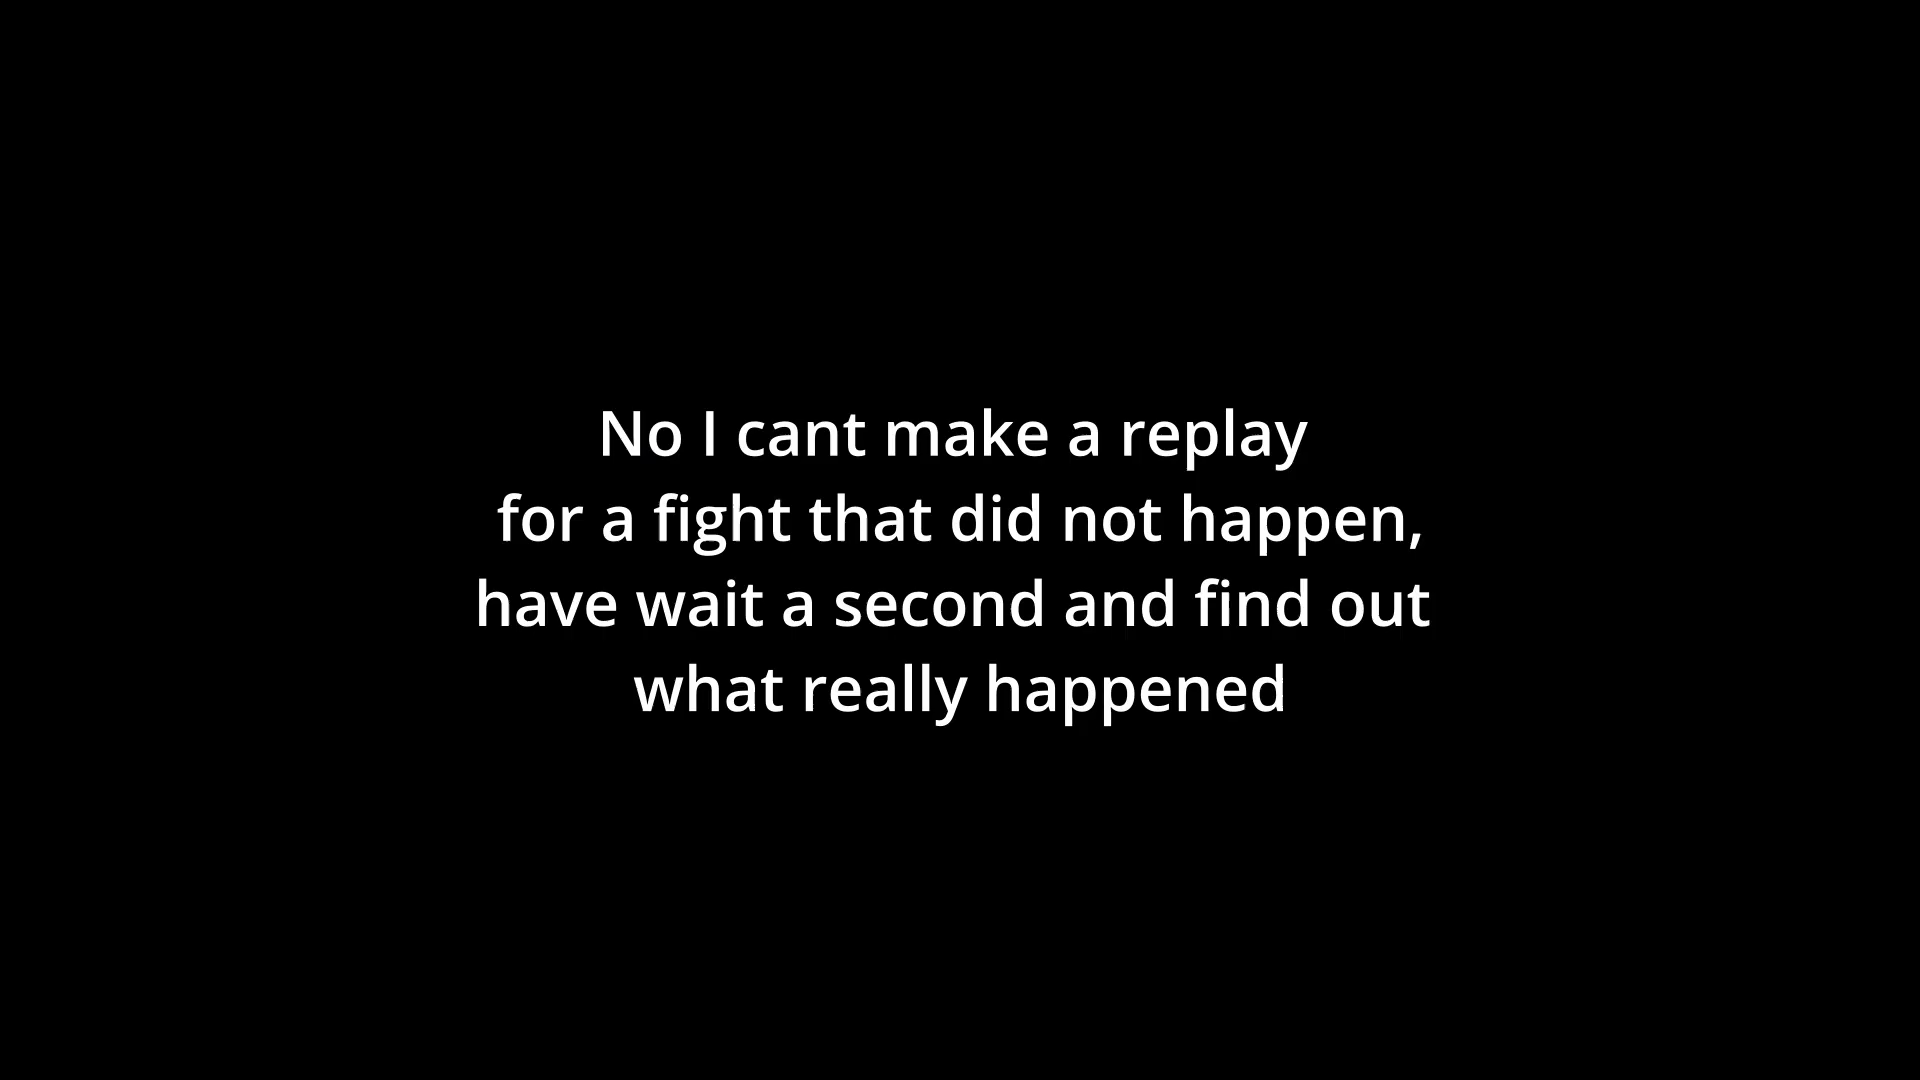 No I cant make a replay
for a fight that did not happen,
have wait a second and find out
what really happened